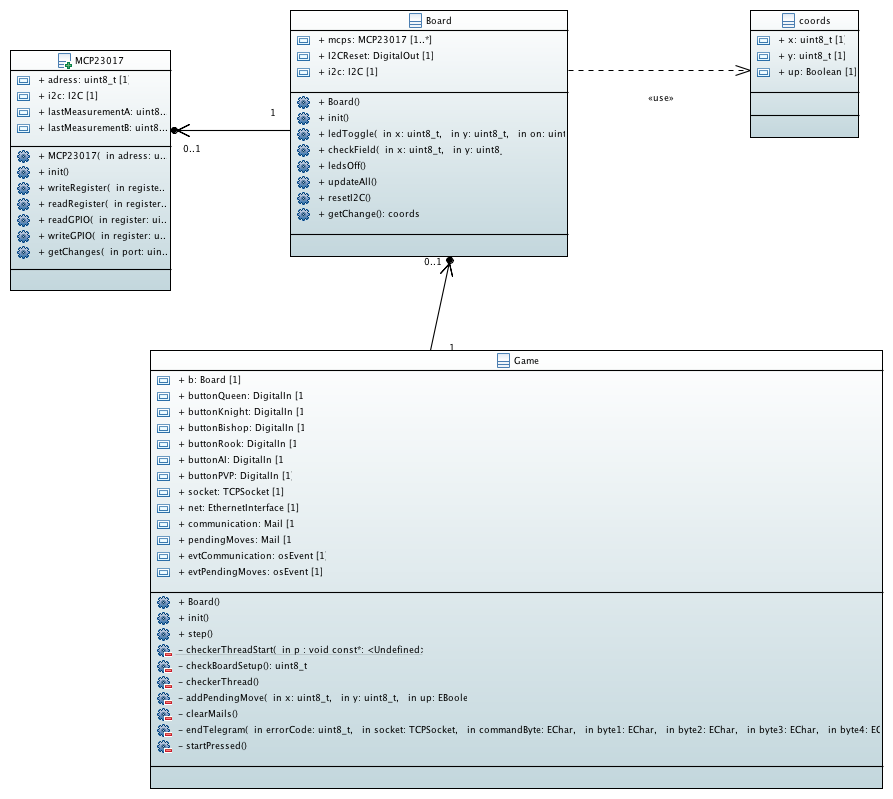 MCP23017
+ adress: uint8_t [1]
+ i2c: I2C [1]
+ lastMeasurementA: uint8...
+ lastMeasurementB: uint8...
+ MCP23017( in adress: u...
+ init()
+ writeRegister( in registe...
+ readRegister( in register...
+ readGPIO( in register: ui...
+ writeGPIO( in register: u...
+ getChanges( in port: uin...
0..1
1
Board
+ mcps: MCP23017 [1..*]
+ I2CReset: DigitalOut [1]
+ i2c: I2C [1]
+ Board()
+ init()
+ ledToggle( in x: uint8_t, in y: uint8_t, in on: uint
+ checkField( in x: uint8_t, in y: uint8_
+ ledsOff()
+ updateAll()
+ resetI2C()
+ getChange(): coords
«use»
coords
+ x: uint8_t [1]
+ y: uint8_t [1]
+ up: Boolean [1]
0..1
1
Game
+ b: Board [1]
+ buttonQueen: DigitalIn [1
+ buttonKnight: DigitalIn [1
+ buttonBishop: DigitalIn [1
+ buttonRook: DigitalIn [1
+ buttonAI: DigitalIn [1
+ buttonPVP: DigitalIn [1
+ socket: TCPSocket [1]
+ net: EthernetInterface [1]
+ communication: Mail [1
+ pendingMoves: Mail [1
+ evtCommunication: osEvent [1]
+ evtPendingMoves: osEvent [1]
+ Board()
+ init()
+ step()
- checkerThreadStart( in p : void const*: <Undefined>
- checkBoardSetup(): uint8_t
- checkerThread()
- addPendingMove( in x: uint8_t, in y: uint8_t, in up: EBoole
- clearMails()
- endTelegram( in errorCode: uint8_t, in socket: TCPSocket, in commandByte: EChar, in byte1: EChar, in byte2: EChar, in byte3: EChar, in byte4: EC
- startPressed()